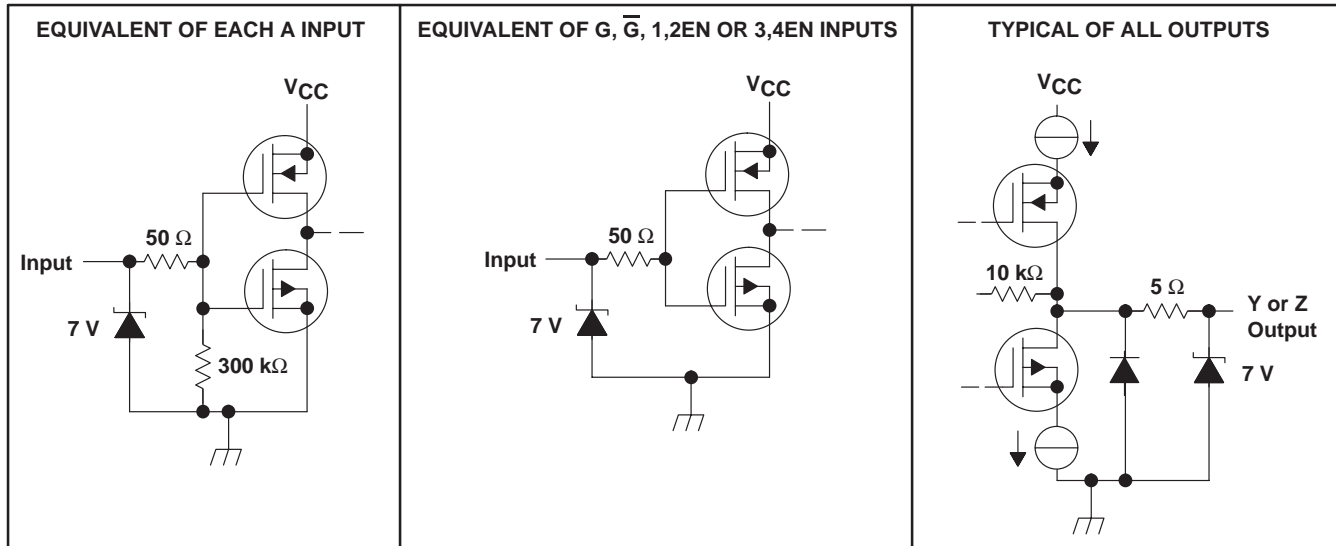 EQUIVALENT OF EACH A INPUT
VCC
50 Ω
Input
7 V
300 kΩ
EQUIVALENT OF G, G̅, 1,2EN OR 3,4EN INPUTS
VCC
50 Ω
Input
7 V
TYPICAL OF ALL OUTPUTS
VCC
10 kΩ
5 Ω
Y or Z
Output
7 V